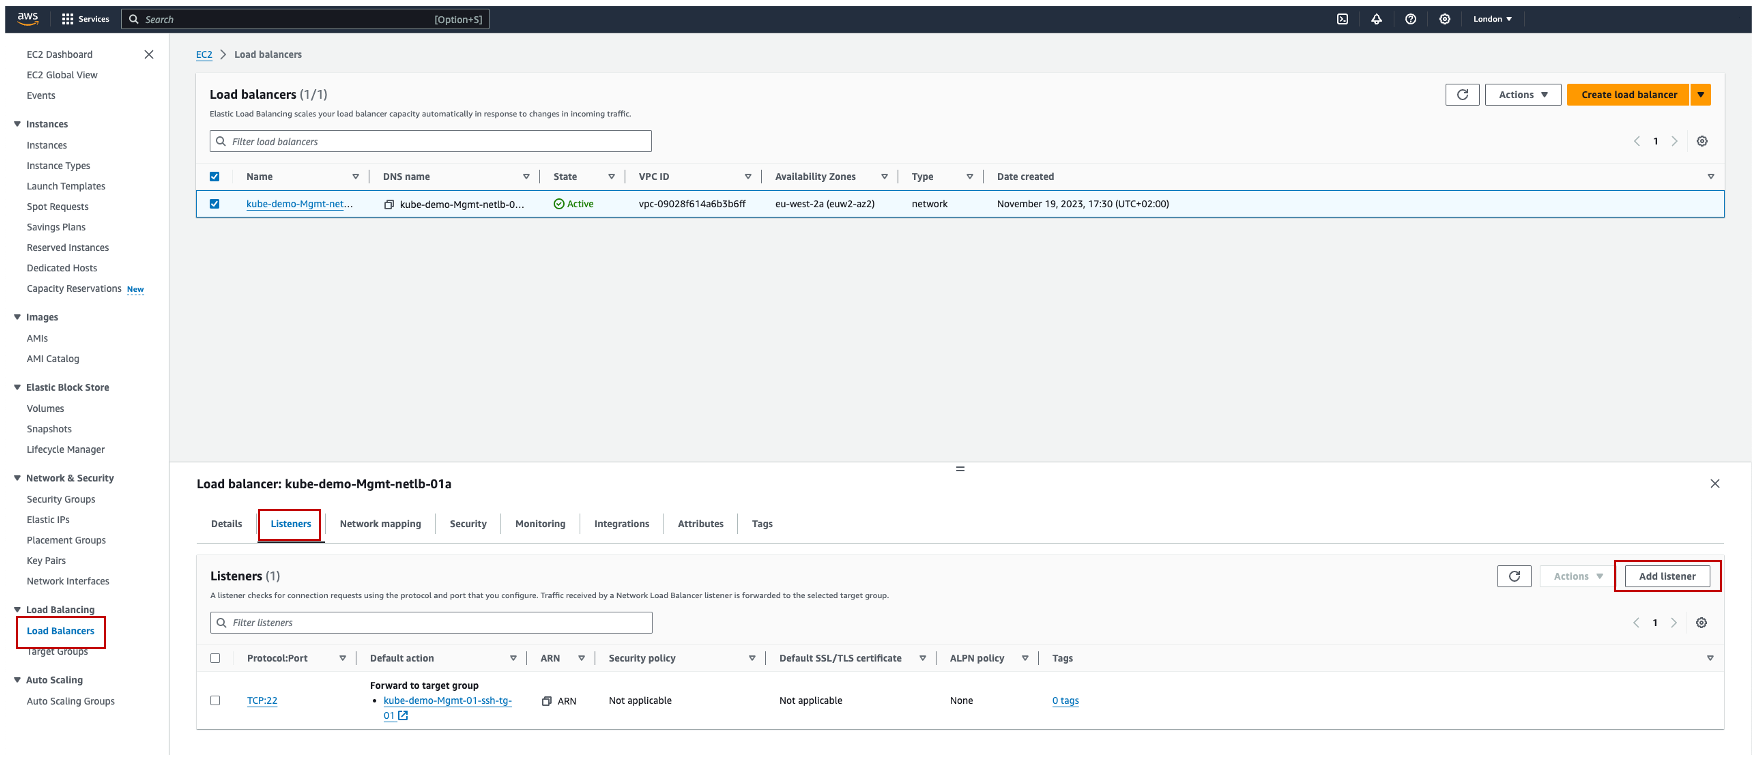 aws
Services
Search
[Option+S]
London
EC2 Dashboard
EC2 Global View
Events
Instances
Instances
Instance Types
Launch Templates
Spot Requests
Savings Plans
Reserved Instances
Dedicated Hosts
Capacity Reservations New
Images
AMIs
AMI Catalog
Elastic Block Store
Volumes
Snapshots
Lifecycle Manager
Network & Security
Security Groups
Elastic IPs
Placement Groups
Key Pairs
Network Interfaces
Load Balancing
Load Balancers
Target Groups
Auto Scaling
Auto Scaling Groups
EC2 Load balancers
Load balancers (1/1)
Elastic Load Balancing scales your load balancer capacity automatically in response to changes in incoming traffic.
Actions
Create load balancer
Filter load balancers
1
Name DNS name State VPC ID Availability Zones Type Date created
kube-demo-Mgmt-net... kube-demo-Mgmt-netlb-0... Active vpc-09028f614a6b3b6ff eu-west-2a (euw2-az2) network November 19, 2023, 17:30 (UTC+02:00)
Load balancer: kube-demo-Mgmt-netlb-01a
Details Listeners Network mapping Security Monitoring Integrations Attributes Tags
Listeners (1)
Actions
Add listener
A listener checks for connection requests using the protocol and port that you configure. Traffic received by a Network Load Balancer listener is forwarded to the selected target group.
Filter listeners
1
Protocol:Port Default action ARN Security policy Default SSL/TLS certificate ALPN policy Tags
Forward to target group
TCP:22 • kube-demo-Mgmt-01-ssh-tg- ARN Not applicable Not applicable None 0 tags
01